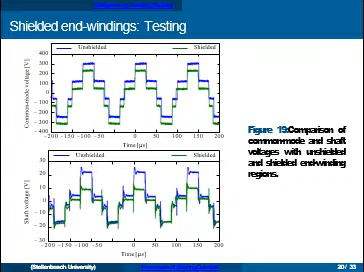 Shielded end-windings: Testing
Unshielded Shielded
400
300
200
100
0
-100
-200
-300
-400
Common-mode voltage [V]
-200 -150 -100 -50 0 50 100 150 200
Time [µs]
Unshielded Shielded
30
20
10
0
-10
-20
-30
Shaft voltage [V]
-200 -150 -100 -50 0 50 100 150 200
Time [µs]
Figure 19: Comparison of
common-mode and shaft
voltages with unshielded
and shielded end-winding
regions.
(Stellenbosch University)
20 / 33